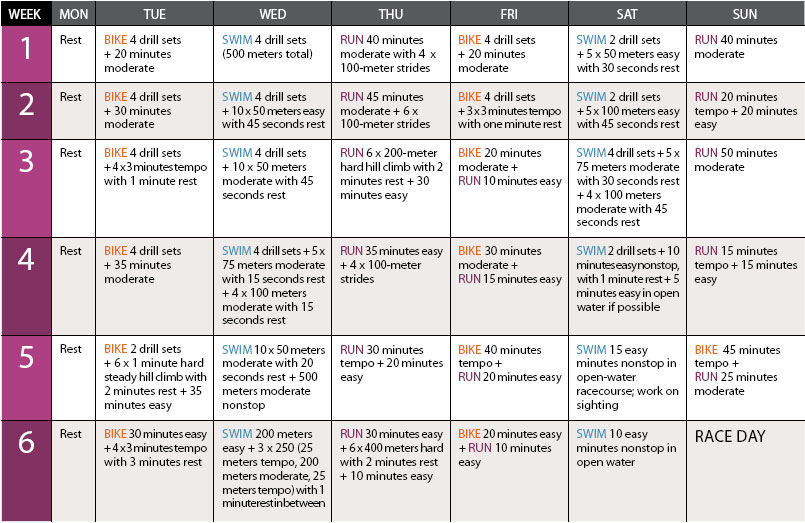 WEEK MON TUE WED THU FRI SAT SUN
1
Rest
BIKE 4 drill sets
+ 20 minutes
moderate
SWIM 4 drill sets
(500 meters total)
RUN 40 minutes
moderate with 4 x
100-meter strides
BIKE 4 drill sets
+ 20 minutes
moderate
SWIM 2 drill sets
+ 5 x 50 meters easy
with 30 seconds rest
RUN 40 minutes
moderate
2
Rest
BIKE 4 drill sets
+ 30 minutes
moderate
SWIM 4 drill sets
+ 10 x 50 meters easy
with 45 seconds rest
RUN 45 minutes
moderate + 6 x
100-meter strides
BIKE 4 drill sets
+ 3 x 3 minutes tempo
with one minute rest
SWIM 2 drill sets
+ 5 x 100 meters easy
with 45 seconds rest
RUN 20 minutes
tempo + 20 minutes
easy
3
Rest
BIKE 4 drill sets
+ 4 x 3 minutes tempo
with 1 minute rest
SWIM 4 drill sets
+ 10 x 50 meters
moderate with 45
seconds rest
RUN 6 x 200-meter
hard hill climb with 2
minutes rest + 30
minutes easy
BIKE 20 minutes
moderate +
RUN 10 minutes easy
SWIM 4 drill sets + 5 x
75 meters moderate
with 30 seconds rest
+ 4 x 100 meters
moderate with 45
seconds rest
RUN 50 minutes
moderate
4
Rest
BIKE 4 drill sets
+ 35 minutes
moderate
SWIM 4 drill sets + 5 x
75 meters moderate
with 15 seconds rest
+ 4 x 100 meters
moderate with 15
seconds rest
RUN 35 minutes easy
+ 4 x 100-meter
strides
BIKE 30 minutes
moderate +
RUN 15 minutes easy
SWIM 2 drill sets + 10
minutes easy nonstop,
with 1 minute rest + 5
minutes easy in open
water if possible
RUN 15 minutes
tempo + 15 minutes
easy
5
Rest
BIKE 2 drill sets
+ 6 x 1 minute hard
steady hill climb with
2 minutes rest + 35
minutes easy
SWIM 10 x 50 meters
moderate with 20
seconds rest + 500
meters moderate
nonstop
RUN 30 minutes
tempo + 20 minutes
easy
BIKE 40 minutes
tempo +
RUN 20 minutes easy
SWIM 15 easy
minutes nonstop in
open-water
racecourse; work on
sighting
BIKE 45 minutes
tempo +
RUN 25 minutes
moderate
6
Rest
BIKE 30 minutes easy
+ 4 x 3 minutes tempo
with 3 minutes rest
SWIM 200 meters
easy + 3 x 250 (25
meters tempo, 200
meters moderate, 25
meters tempo) with 1
minute rest in between
RUN 30 minutes easy
+ 6 x 400 meters hard
with 2 minutes rest
+ 10 minutes easy
BIKE 20 minutes easy
+ RUN 10 minutes
easy
SWIM 10 easy
minutes nonstop in
open water
RACE DAY